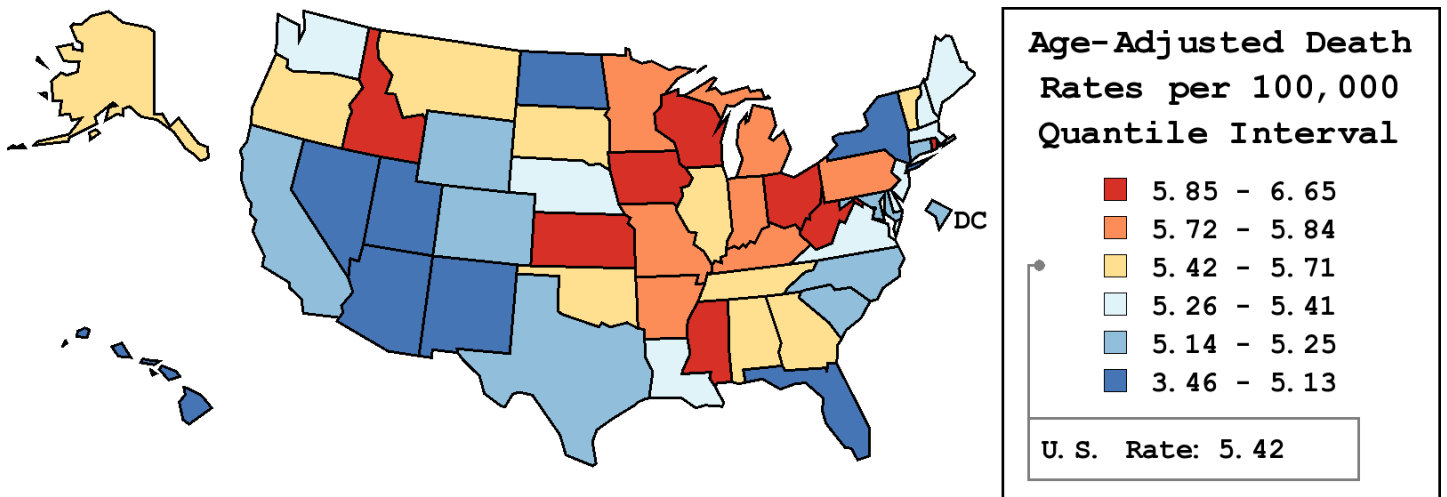 Age-Adjusted Death
Rates per 100,000
Quantile Interval
5.85 - 6.65
5.72 - 5.84
5.42 - 5.71
5.26 - 5.41
5.14 - 5.25
3.46 - 5.13
U.S. Rate: 5.42
DC